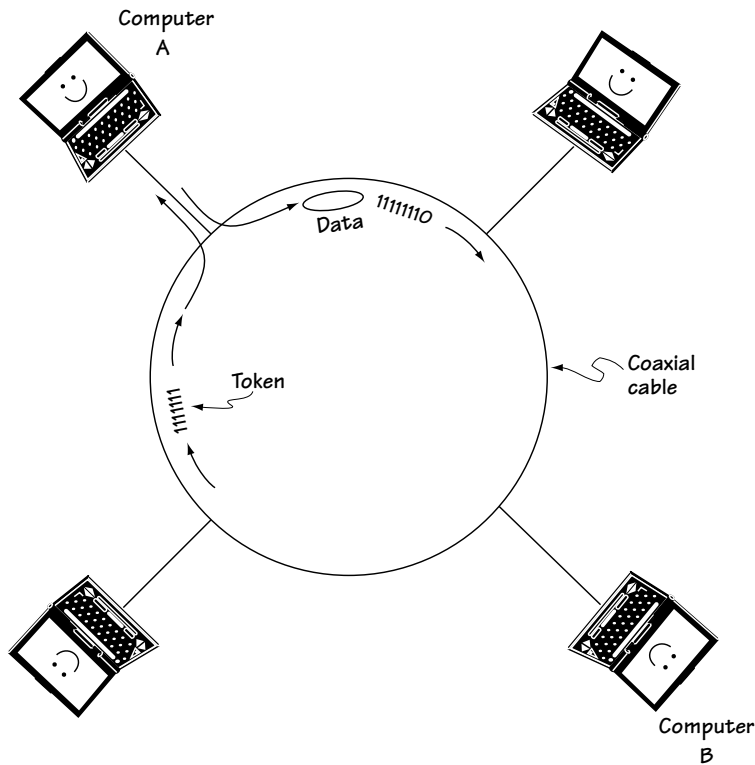 Computer
A
11111110
Data
Coaxial
cable
Token
1111111
Computer
B